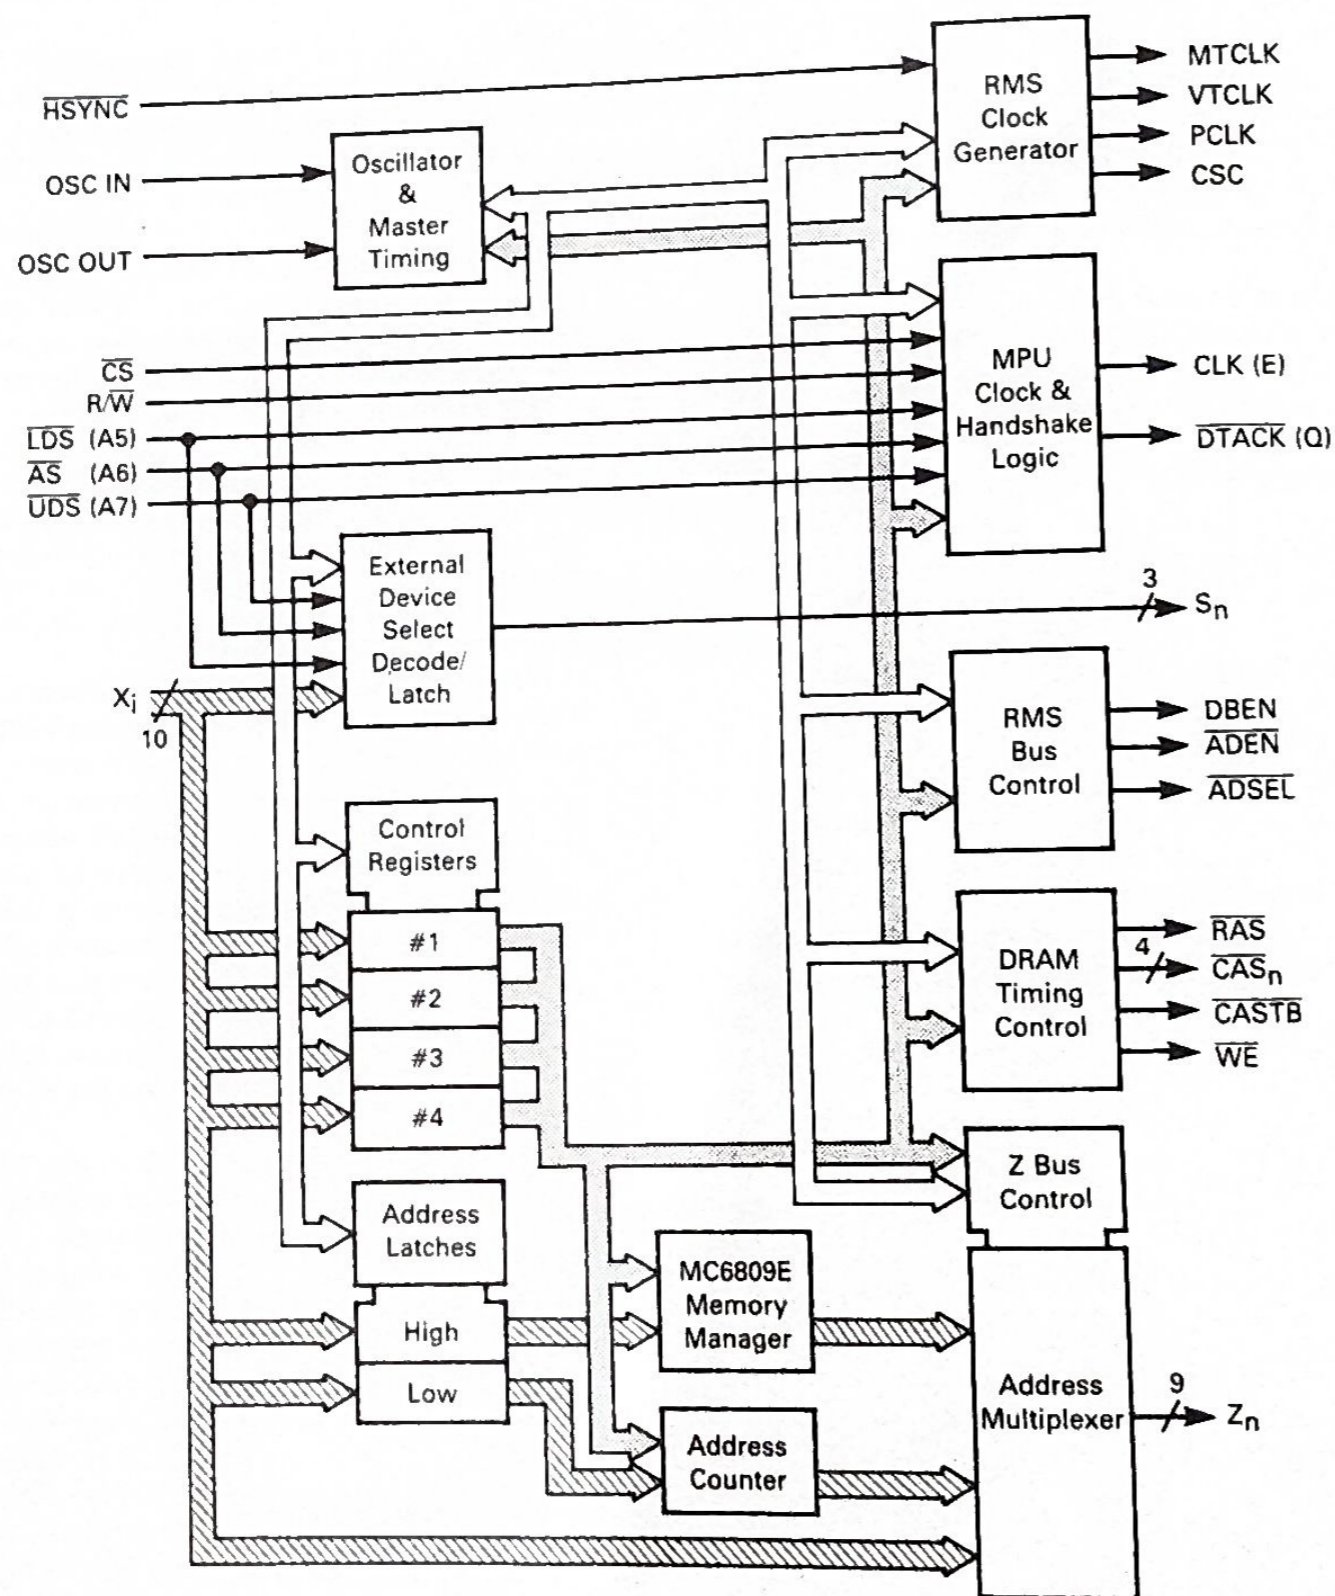 HSYNC
OSC IN
OSC OUT
Oscillator
&
Master
Timing
RMS
Clock
Generator
MTCLK
VTCLK
PCLK
CSC
CS
R/W
LDS (A5)
AS (A6)
UDS (A7)
MPU
Clock &
Handshake
Logic
CLK (E)
DTACK (Q)
External
Device
Select
Decode/
Latch
3
Sn
Xi
10
RMS
Bus
Control
DBEN
ADEN
ADSEL
Control
Registers
#1
#2
#3
#4
DRAM
Timing
Control
RAS
4
CASn
CASTB
WE
Z Bus
Control
Address
Latches
High
Low
MC6809E
Memory
Manager
Address
Counter
Address
Multiplexer
9
Zn